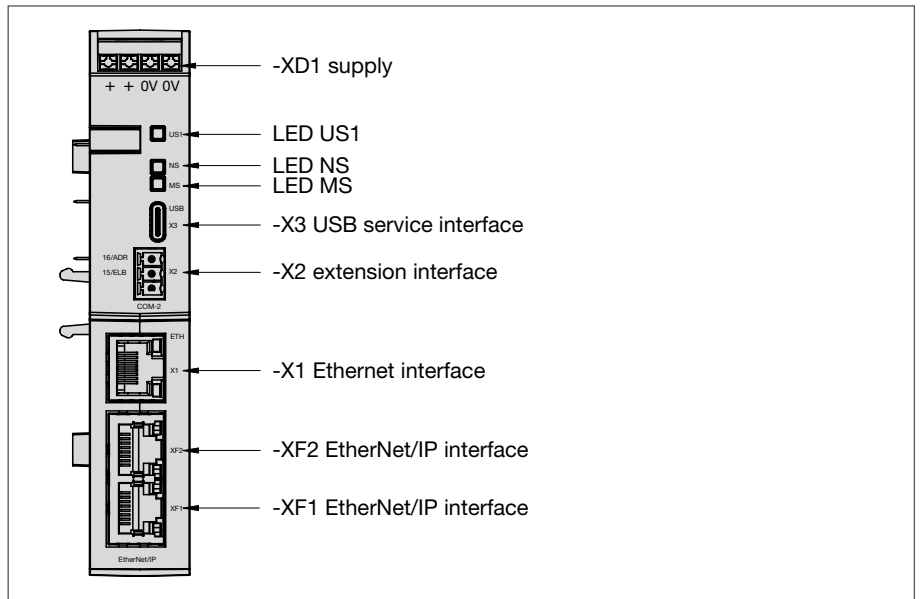 -XD1 supply
+ + 0V 0V
US1
LED US1
NS
LED NS
MS
LED MS
USB
X3
-X3 USB service interface
16/ADR
15/ELB
X2
-X2 extension interface
COM-2
ETH
X1
-X1 Ethernet interface
XF2
-XF2 EtherNet/IP interface
XF1
-XF1 EtherNet/IP interface
EtherNet/IP